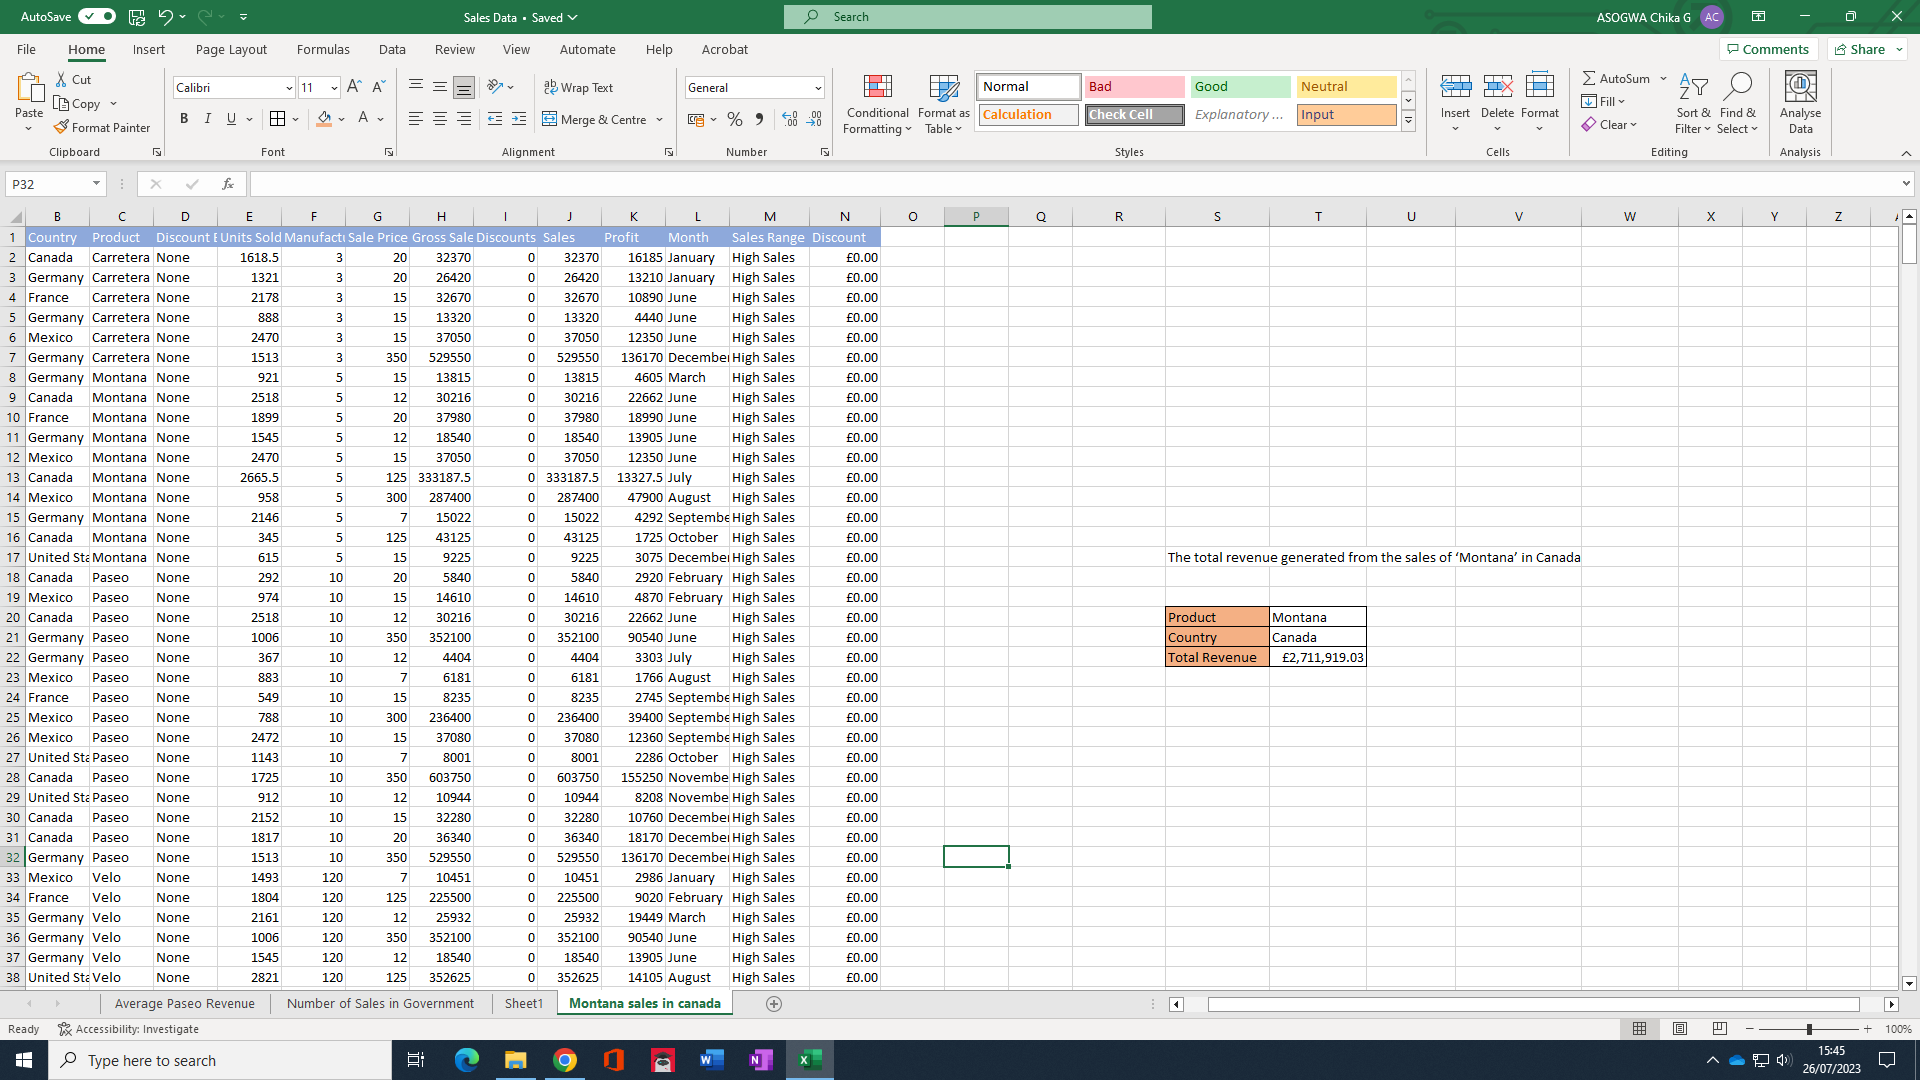 AutoSave Sales Data • Saved Search ASOGWA Chika G AC
File Home Insert Page Layout Formulas Data Review View Automate Help Acrobat Comments Share
Cut Calibri 11 Wrap Text General Normal Bad Good Neutral AutoSum
Paste Copy Conditional Formatting Format as Table Insert Delete Format Fill Sort & Filter Find & Select Analyse Data
Format Painter B I U A Merge & Centre % Calculation Check Cell Explanatory ... Input Clear
Clipboard Font Alignment Number Styles Cells Editing Analysis
P32 fx
B C D E F G H I J K L M N O P Q R S T U V W X Y Z
1 Country Product Discount B Units Sold Manufactu Sale Price Gross Sale Discounts Sales Profit Month Sales Range Discount
2 Canada Carretera None 1618.5 3 20 32370 0 32370 16185 January High Sales £0.00
3 Germany Carretera None 1321 3 20 26420 0 26420 13210 January High Sales £0.00
4 France Carretera None 2178 3 15 32670 0 32670 10890 June High Sales £0.00
5 Germany Carretera None 888 3 15 13320 0 13320 4440 June High Sales £0.00
6 Mexico Carretera None 2470 3 15 37050 0 37050 12350 June High Sales £0.00
7 Germany Carretera None 1513 3 350 529550 0 529550 136170 December High Sales £0.00
8 Germany Montana None 921 5 15 13815 0 13815 4605 March High Sales £0.00
9 Canada Montana None 2518 5 12 30216 0 30216 22662 June High Sales £0.00
10 France Montana None 1899 5 20 37980 0 37980 18990 June High Sales £0.00
11 Germany Montana None 1545 5 12 18540 0 18540 13905 June High Sales £0.00
12 Mexico Montana None 2470 5 15 37050 0 37050 12350 June High Sales £0.00
13 Canada Montana None 2665.5 5 125 333187.5 0 333187.5 13327.5 July High Sales £0.00
14 Mexico Montana None 958 5 300 287400 0 287400 47900 August High Sales £0.00
15 Germany Montana None 2146 5 7 15022 0 15022 4292 Septembe High Sales £0.00
16 Canada Montana None 345 5 125 43125 0 43125 1725 October High Sales £0.00
17 United Sta Montana None 615 5 15 9225 0 9225 3075 December High Sales £0.00 The total revenue generated from the sales of ‘Montana’ in Canada
18 Canada Paseo None 292 10 20 5840 0 5840 2920 February High Sales £0.00
19 Mexico Paseo None 974 10 15 14610 0 14610 4870 February High Sales £0.00
20 Canada Paseo None 2518 10 12 30216 0 30216 22662 June High Sales £0.00 Product Montana
21 Germany Paseo None 1006 10 350 352100 0 352100 90540 June High Sales £0.00 Country Canada
22 Germany Paseo None 367 10 12 4404 0 4404 3303 July High Sales £0.00 Total Revenue £2,711,919.03
23 Mexico Paseo None 883 10 7 6181 0 6181 1766 August High Sales £0.00
24 France Paseo None 549 10 15 8235 0 8235 2745 Septembe High Sales £0.00
25 Mexico Paseo None 788 10 300 236400 0 236400 39400 Septembe High Sales £0.00
26 Mexico Paseo None 2472 10 15 37080 0 37080 12360 Septembe High Sales £0.00
27 United Sta Paseo None 1143 10 7 8001 0 8001 2286 October High Sales £0.00
28 Canada Paseo None 1725 10 350 603750 0 603750 155250 Novembe High Sales £0.00
29 United Sta Paseo None 912 10 12 10944 0 10944 8208 Novembe High Sales £0.00
30 Canada Paseo None 2152 10 15 32280 0 32280 10760 December High Sales £0.00
31 Canada Paseo None 1817 10 20 36340 0 36340 18170 December High Sales £0.00
32 Germany Paseo None 1513 10 350 529550 0 529550 136170 December High Sales £0.00
33 Mexico Velo None 1493 120 7 10451 0 10451 2986 January High Sales £0.00
34 France Velo None 1804 120 125 225500 0 225500 9020 February High Sales £0.00
35 Germany Velo None 2161 120 12 25932 0 25932 19449 March High Sales £0.00
36 Germany Velo None 1006 120 350 352100 0 352100 90540 June High Sales £0.00
37 Germany Velo None 1545 120 12 18540 0 18540 13905 June High Sales £0.00
38 United Sta Velo None 2821 120 125 352625 0 352625 14105 August High Sales £0.00
Average Paseo Revenue Number of Sales in Government Sheet1 Montana sales in canada
Ready Accessibility: Investigate 100%
Type here to search 15:45
26/07/2023